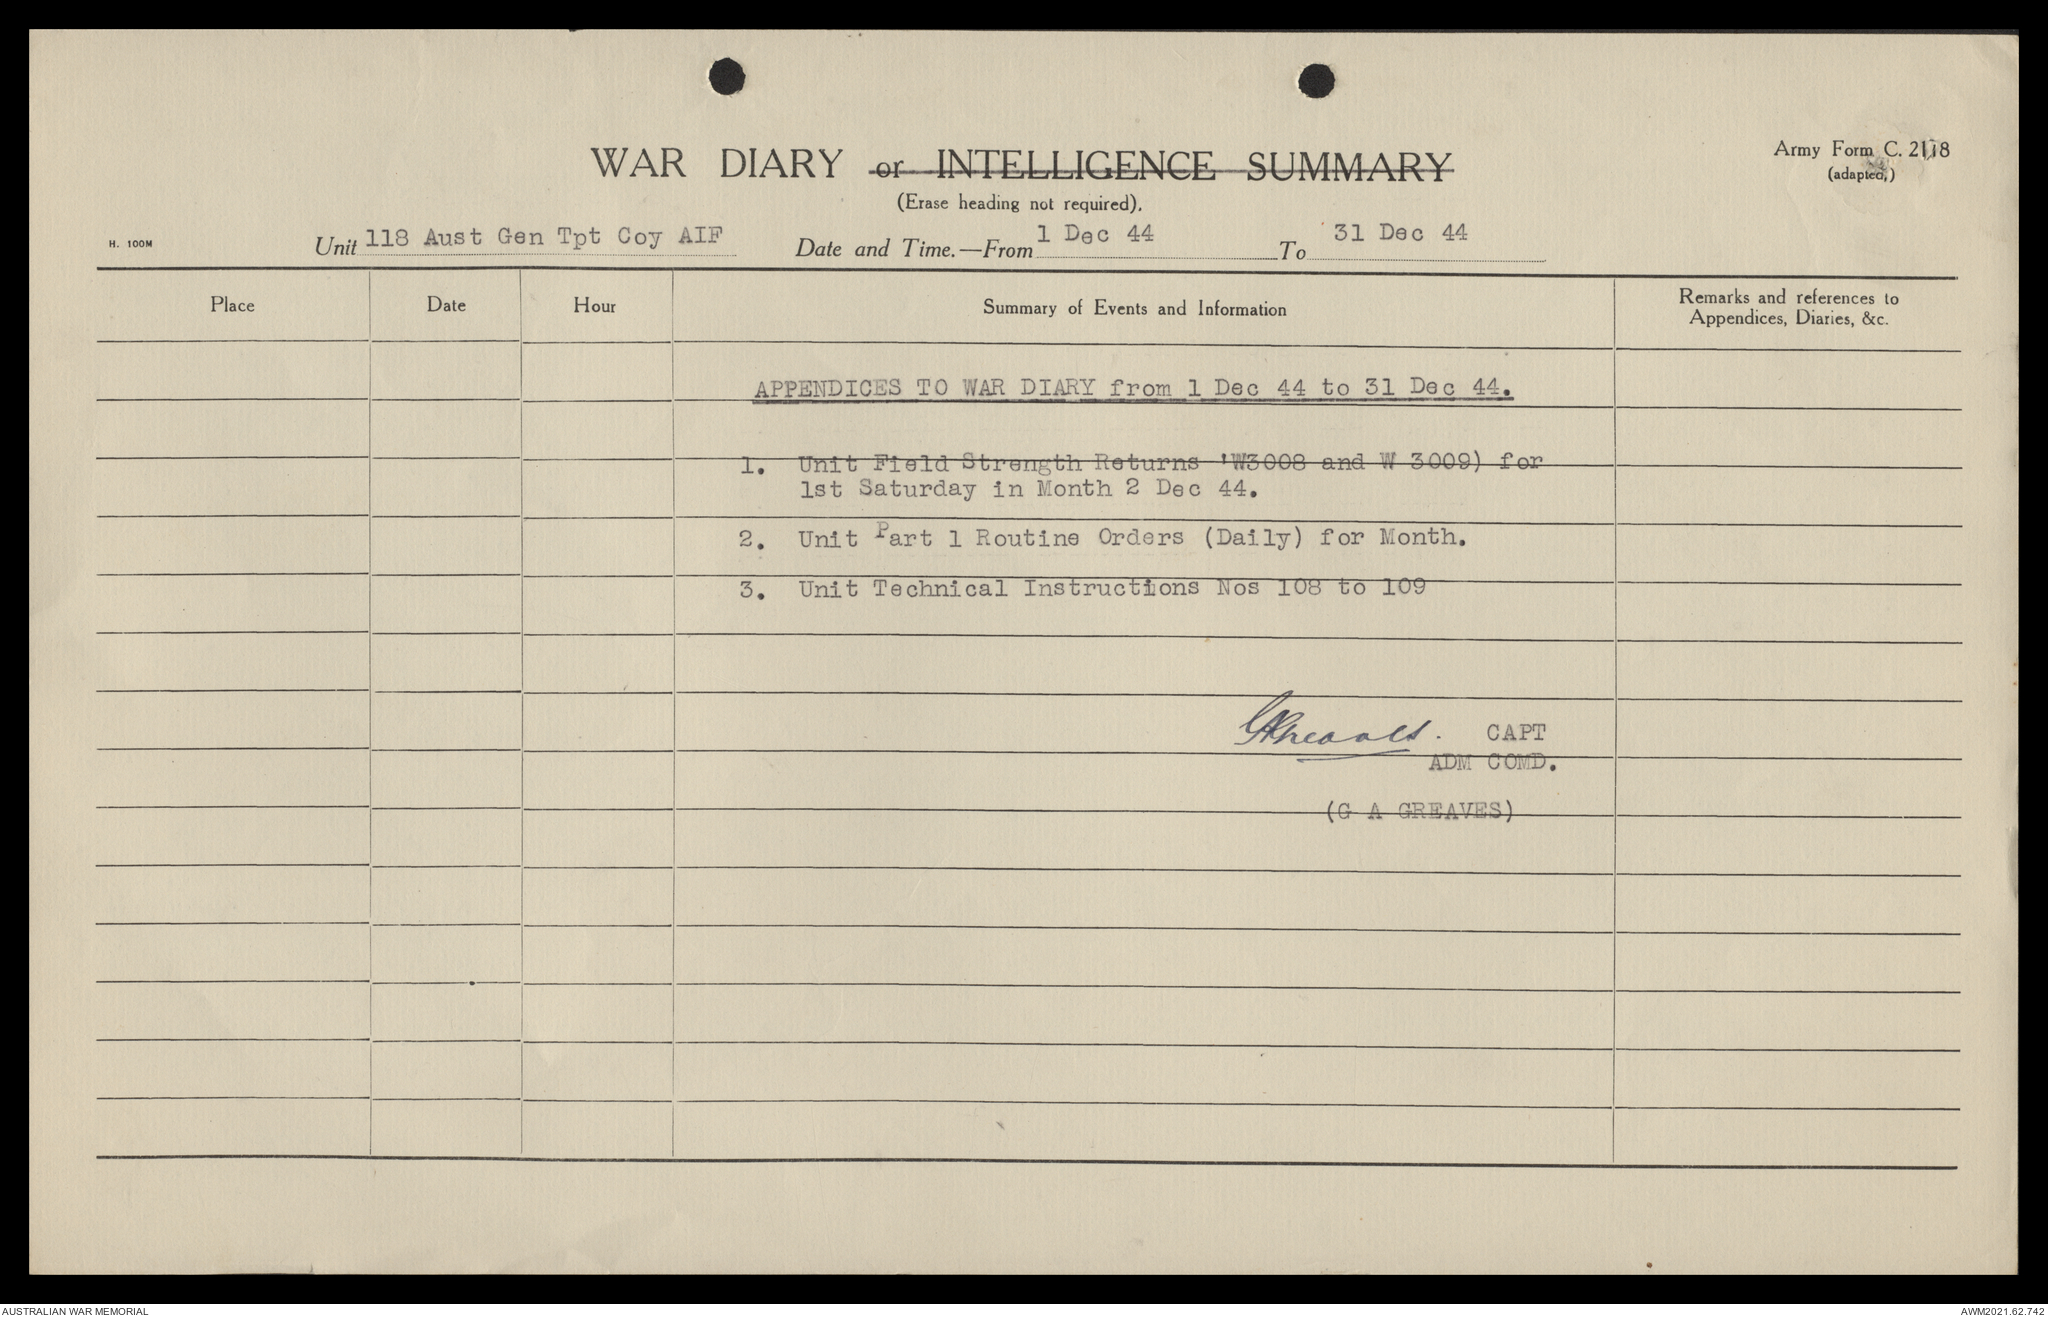 WAR DIARY or INTELLIGENCE SUMMARY
Army Form C. 2118
(adapted,)
(Erase heading not required).
H. 100M
Unit 118 Aust Gen Tpt Coy AIF Date and Time.—From 1 Dec 44 To 31 Dec 44
Place Date Hour Summary of Events and Information Remarks and references to
Appendices, Diaries, &c.
APPENDICES TO WAR DIARY from 1 Dec 44 to 31 Dec 44.
1. Unit Field Strength Returns 'W3008 and W 3009) for
1st Saturday in Month 2 Dec 44.
2. Unit Part 1 Routine Orders (Daily) for Month.
3. Unit Technical Instructions Nos 108 to 109
GAGreaves. CAPT
ADM COMD.
(G A GREAVES)
AUSTRALIAN WAR MEMORIAL
AWM2021.62.742